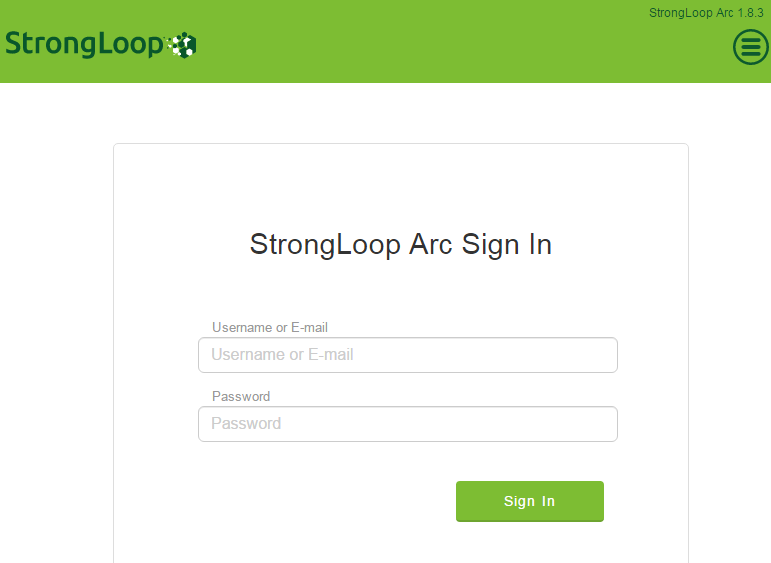 StrongLoop Arc 1.8.3
StrongLoop
StrongLoop Arc Sign In
Username or E-mail
Username or E-mail
Password
Password
Sign In